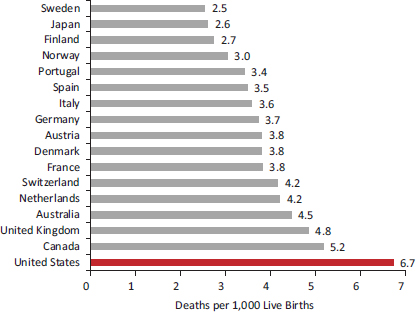 Sweden 2.5
Japan 2.6
Finland 2.7
Norway 3.0
Portugal 3.4
Spain 3.5
Italy 3.6
Germany 3.7
Austria 3.8
Denmark 3.8
France 3.8
Switzerland 4.2
Netherlands 4.2
Australia 4.5
United Kingdom 4.8
Canada 5.2
United States 6.7
0 1 2 3 4 5 6 7
Deaths per 1,000 Live Births